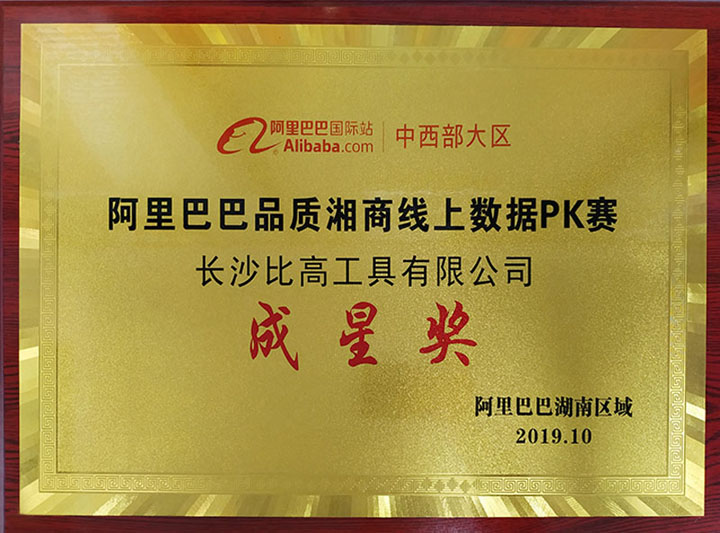 阿里巴巴国际站
Alibaba.com
中西部大区
阿里巴巴品质湘商线上数据PK赛
长沙比高工具有限公司
成星奖
阿里巴巴湖南区域
2019.10